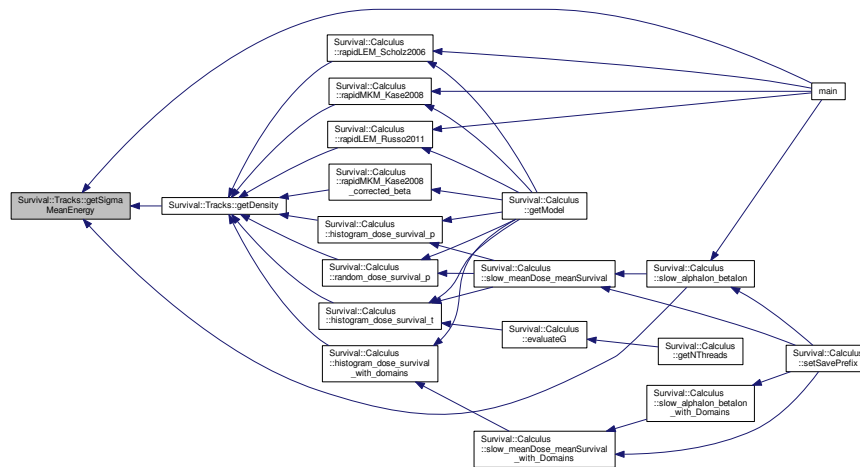 Survival::Tracks::getSigma
MeanEnergy
Survival::Tracks::getDensity
Survival::Calculus
::rapidLEM_Scholz2006
Survival::Calculus
::rapidMKM_Kase2008
Survival::Calculus
::rapidLEM_Russo2011
Survival::Calculus
::rapidMKM_Kase2008
_corrected_beta
Survival::Calculus
::histogram_dose_survival_p
Survival::Calculus
::random_dose_survival_p
Survival::Calculus
::histogram_dose_survival_t
Survival::Calculus
::histogram_dose_survival
_with_domains
Survival::Calculus
::getModel
Survival::Calculus
::slow_meanDose_meanSurvival
Survival::Calculus
::evaluateG
Survival::Calculus
::slow_meanDose_meanSurvival
_with_Domains
main
Survival::Calculus
::slow_alphaIon_betaIon
Survival::Calculus
::getNThreads
Survival::Calculus
::slow_alphaIon_betaIon
_with_Domains
Survival::Calculus
::setSavePrefix